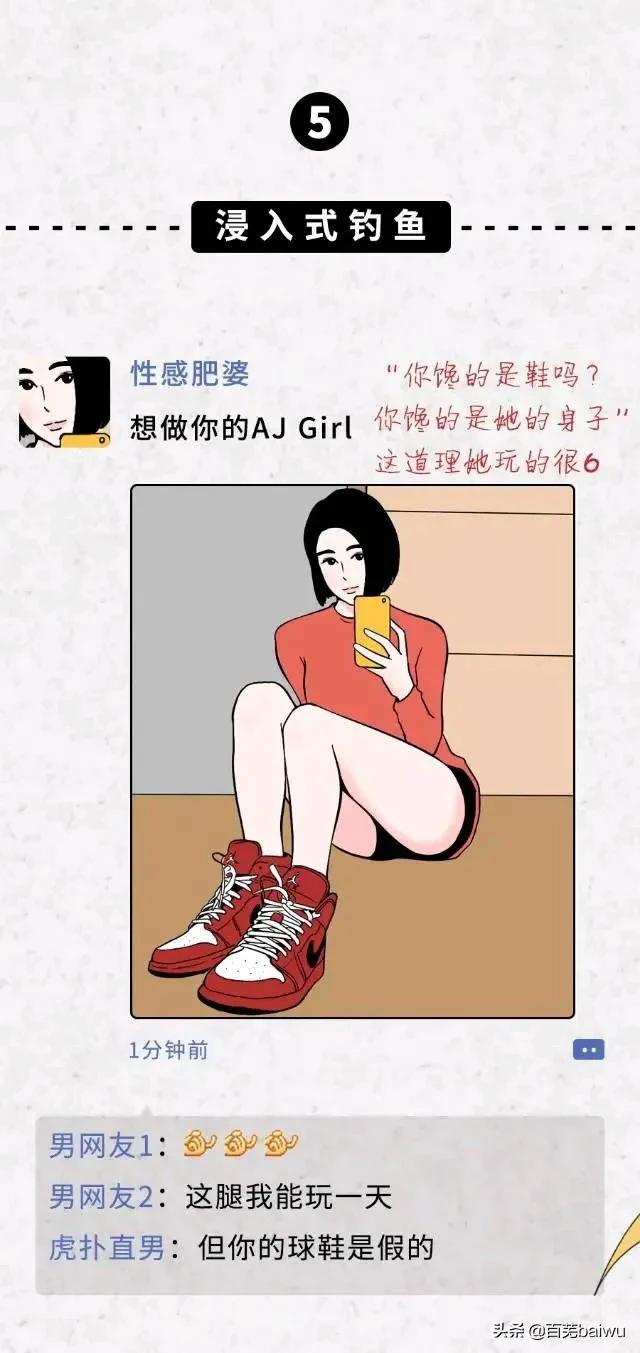 5
浸入式钓鱼
性感肥婆
想做你的AJ Girl
“你馋的是鞋吗？
你馋的是她的身子”
这道理她玩的很6
1分钟前
男网友1：
男网友2：这腿我能玩一天
虎扑直男：但你的球鞋是假的
头条 @百芜baiwu